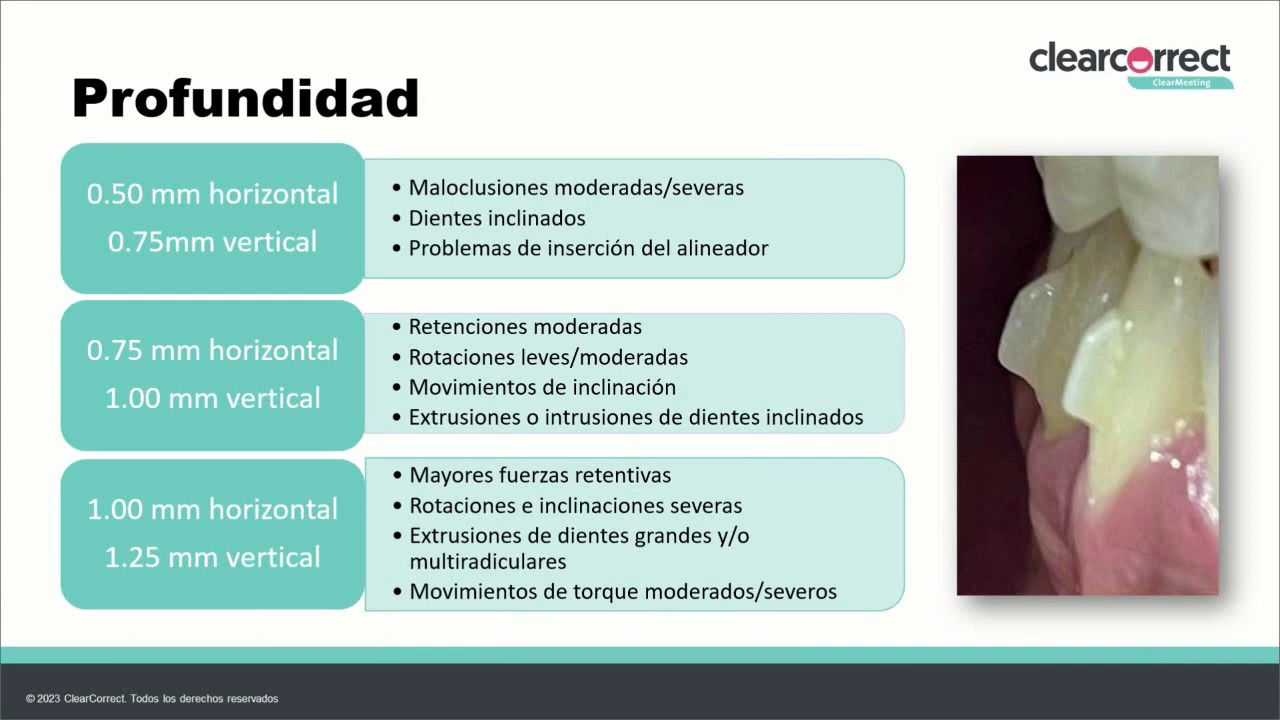 clearcorrect
ClearMeeting
Profundidad
0.50 mm horizontal
0.75mm vertical
• Maloclusiones moderadas/severas
• Dientes inclinados
• Problemas de inserción del alineador
0.75 mm horizontal
1.00 mm vertical
• Retenciones moderadas
• Rotaciones leves/moderadas
• Movimientos de inclinación
• Extrusiones o intrusiones de dientes inclinados
1.00 mm horizontal
1.25 mm vertical
• Mayores fuerzas retentivas
• Rotaciones e inclinaciones severas
• Extrusiones de dientes grandes y/o
multiradiculares
• Movimientos de torque moderados/severos
© 2023 ClearCorrect. Todos los derechos reservados